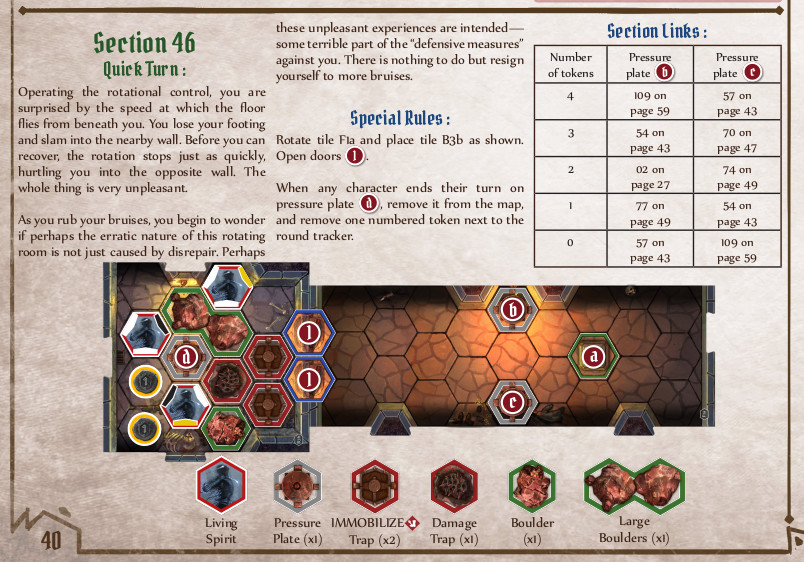 Section 46
Quick Turn:
Operating the rotational control, you are
surprised by the speed at which the floor
flies from beneath you. You lose your footing
and slam into the nearby wall. Before you can
recover, the rotation stops just as quickly,
hurtling you into the opposite wall. The
whole thing is very unpleasant.
As you rub your bruises, you begin to wonder
if perhaps the erratic nature of this rotating
room is not just caused by disrepair. Perhaps
these unpleasant experiences are intended—
some terrible part of the “defensive measures”
against you. There is nothing to do but resign
yourself to more bruises.
Special Rules:
Rotate tile F1a and place tile B3b as shown.
Open doors 1.
When any character ends their turn on
pressure plate d, remove it from the map,
and remove one numbered token next to the
round tracker.
Section Links:
Number of tokens | Pressure plate b | Pressure plate c
4 | 109 on page 59 | 57 on page 43
3 | 54 on page 43 | 70 on page 47
2 | 02 on page 27 | 74 on page 49
1 | 77 on page 49 | 54 on page 43
0 | 57 on page 43 | 109 on page 59
1
b
d
a
1
1
c
1
Living Spirit
Pressure Plate (x1)
IMMOBILIZE Trap (x2)
Damage Trap (x1)
Boulder (x1)
Large Boulders (x1)
40